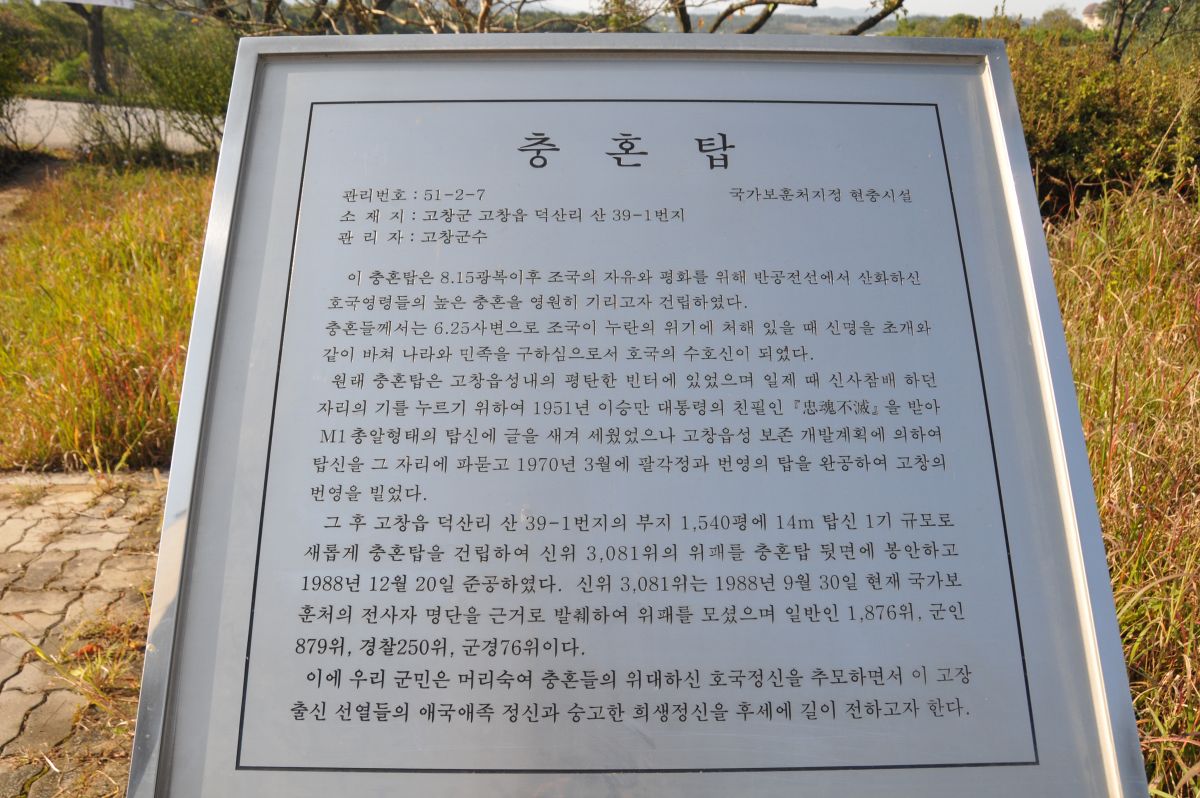 충혼탑
관리번호 : 51-2-7 국가보훈처지정 현충시설
소 재 지 : 고창군 고창읍 덕산리 산 39-1번지
관 리 자 : 고창군수
이 충혼탑은 8.15광복이후 조국의 자유와 평화를 위해 반공전선에서 산화하신
호국영령들의 높은 충혼을 영원히 기리고자 건립하였다.
충혼들께서는 6.25사변으로 조국이 누란의 위기에 처해 있을 때 신명을 초개와
같이 바쳐 나라와 민족을 구하심으로서 호국의 수호신이 되었다.
원래 충혼탑은 고창읍성내의 평탄한 빈터에 있었으며 일제 때 신사참배 하던
자리의 기를 누르기 위하여 1951년 이승만 대통령의 친필인 『忠魂不滅』을 받아
M1총알형태의 탑신에 글을 새겨 세웠었으나 고창읍성 보존 개발계획에 의하여
탑신을 그 자리에 파묻고 1970년 3월에 팔각정과 번영의 탑을 완공하여 고창의
번영을 빌었다.
그 후 고창읍 덕산리 산 39-1번지의 부지 1,540평에 14m 탑신 1기 규모로
새롭게 충혼탑을 건립하여 신위 3,081위의 위패를 충혼탑 뒷면에 봉안하고
1988년 12월 20일 준공하였다. 신위 3,081위는 1988년 9월 30일 현재 국가보
훈처의 전사자 명단을 근거로 발췌하여 위패를 모셨으며 일반인 1,876위, 군인
879위, 경찰250위, 군경76위이다.
이에 우리 군민은 머리숙여 충혼들의 위대하신 호국정신을 추모하면서 이 고장
출신 선열들의 애국애족 정신과 숭고한 희생정신을 후세에 길이 전하고자 한다.